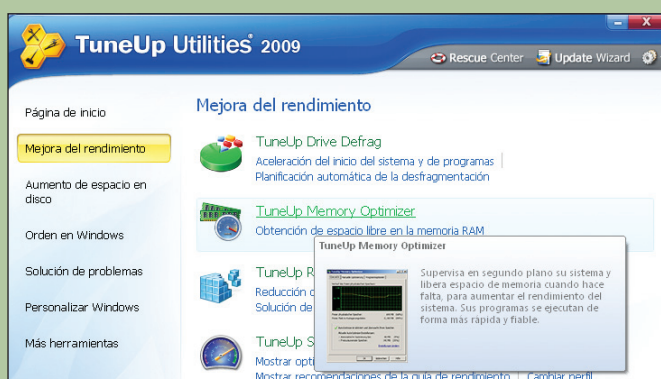 TuneUp Utilities 2009
Rescue Center Update Wizard
Página de inicio
Mejora del rendimiento
Aumento de espacio en
disco
Orden en Windows
Solución de problemas
Personalizar Windows
Más herramientas
Mejora del rendimiento
TuneUp Drive Defrag
Aceleración del inicio del sistema y de programas
Planificación automática de la desfragmentación
TuneUp Memory Optimizer
Obtención de espacio libre en la memoria RAM
TuneUp Memory Optimizer
Supervisa en segundo plano su sistema y
libera espacio de memoria cuando hace
falta, para aumentar el rendimiento del
sistema. Sus programas se ejecutan de
forma más rápida y fiable.
TuneUp R
Reducción
Solución de
TuneUp S
Mostrar opti
Mostrar recomendaciones de la guía de rendimiento Cambiar perfil